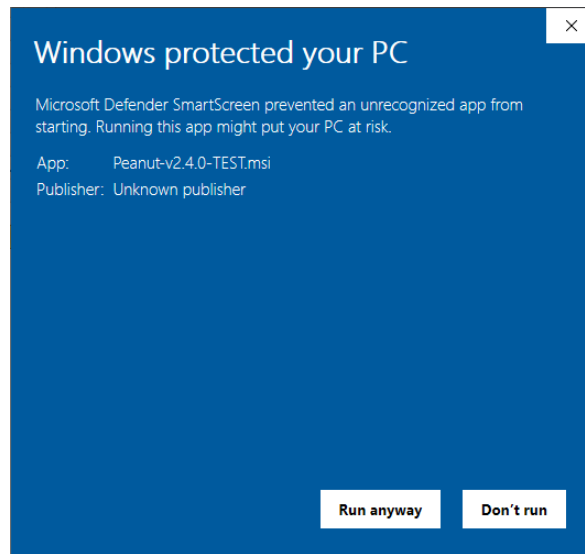 Windows protected your PC
Microsoft Defender SmartScreen prevented an unrecognized app from
starting. Running this app might put your PC at risk.
App: Peanut-v2.4.0-TEST.msi
Publisher: Unknown publisher
Run anyway Don't run